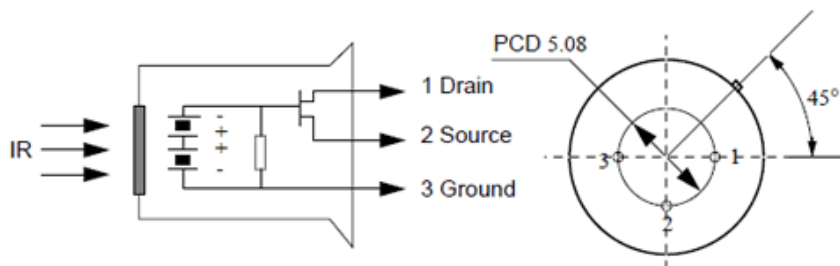 IR
-
+
+
-
1 Drain
2 Source
3 Ground
PCD 5.08
45°
3
1
2